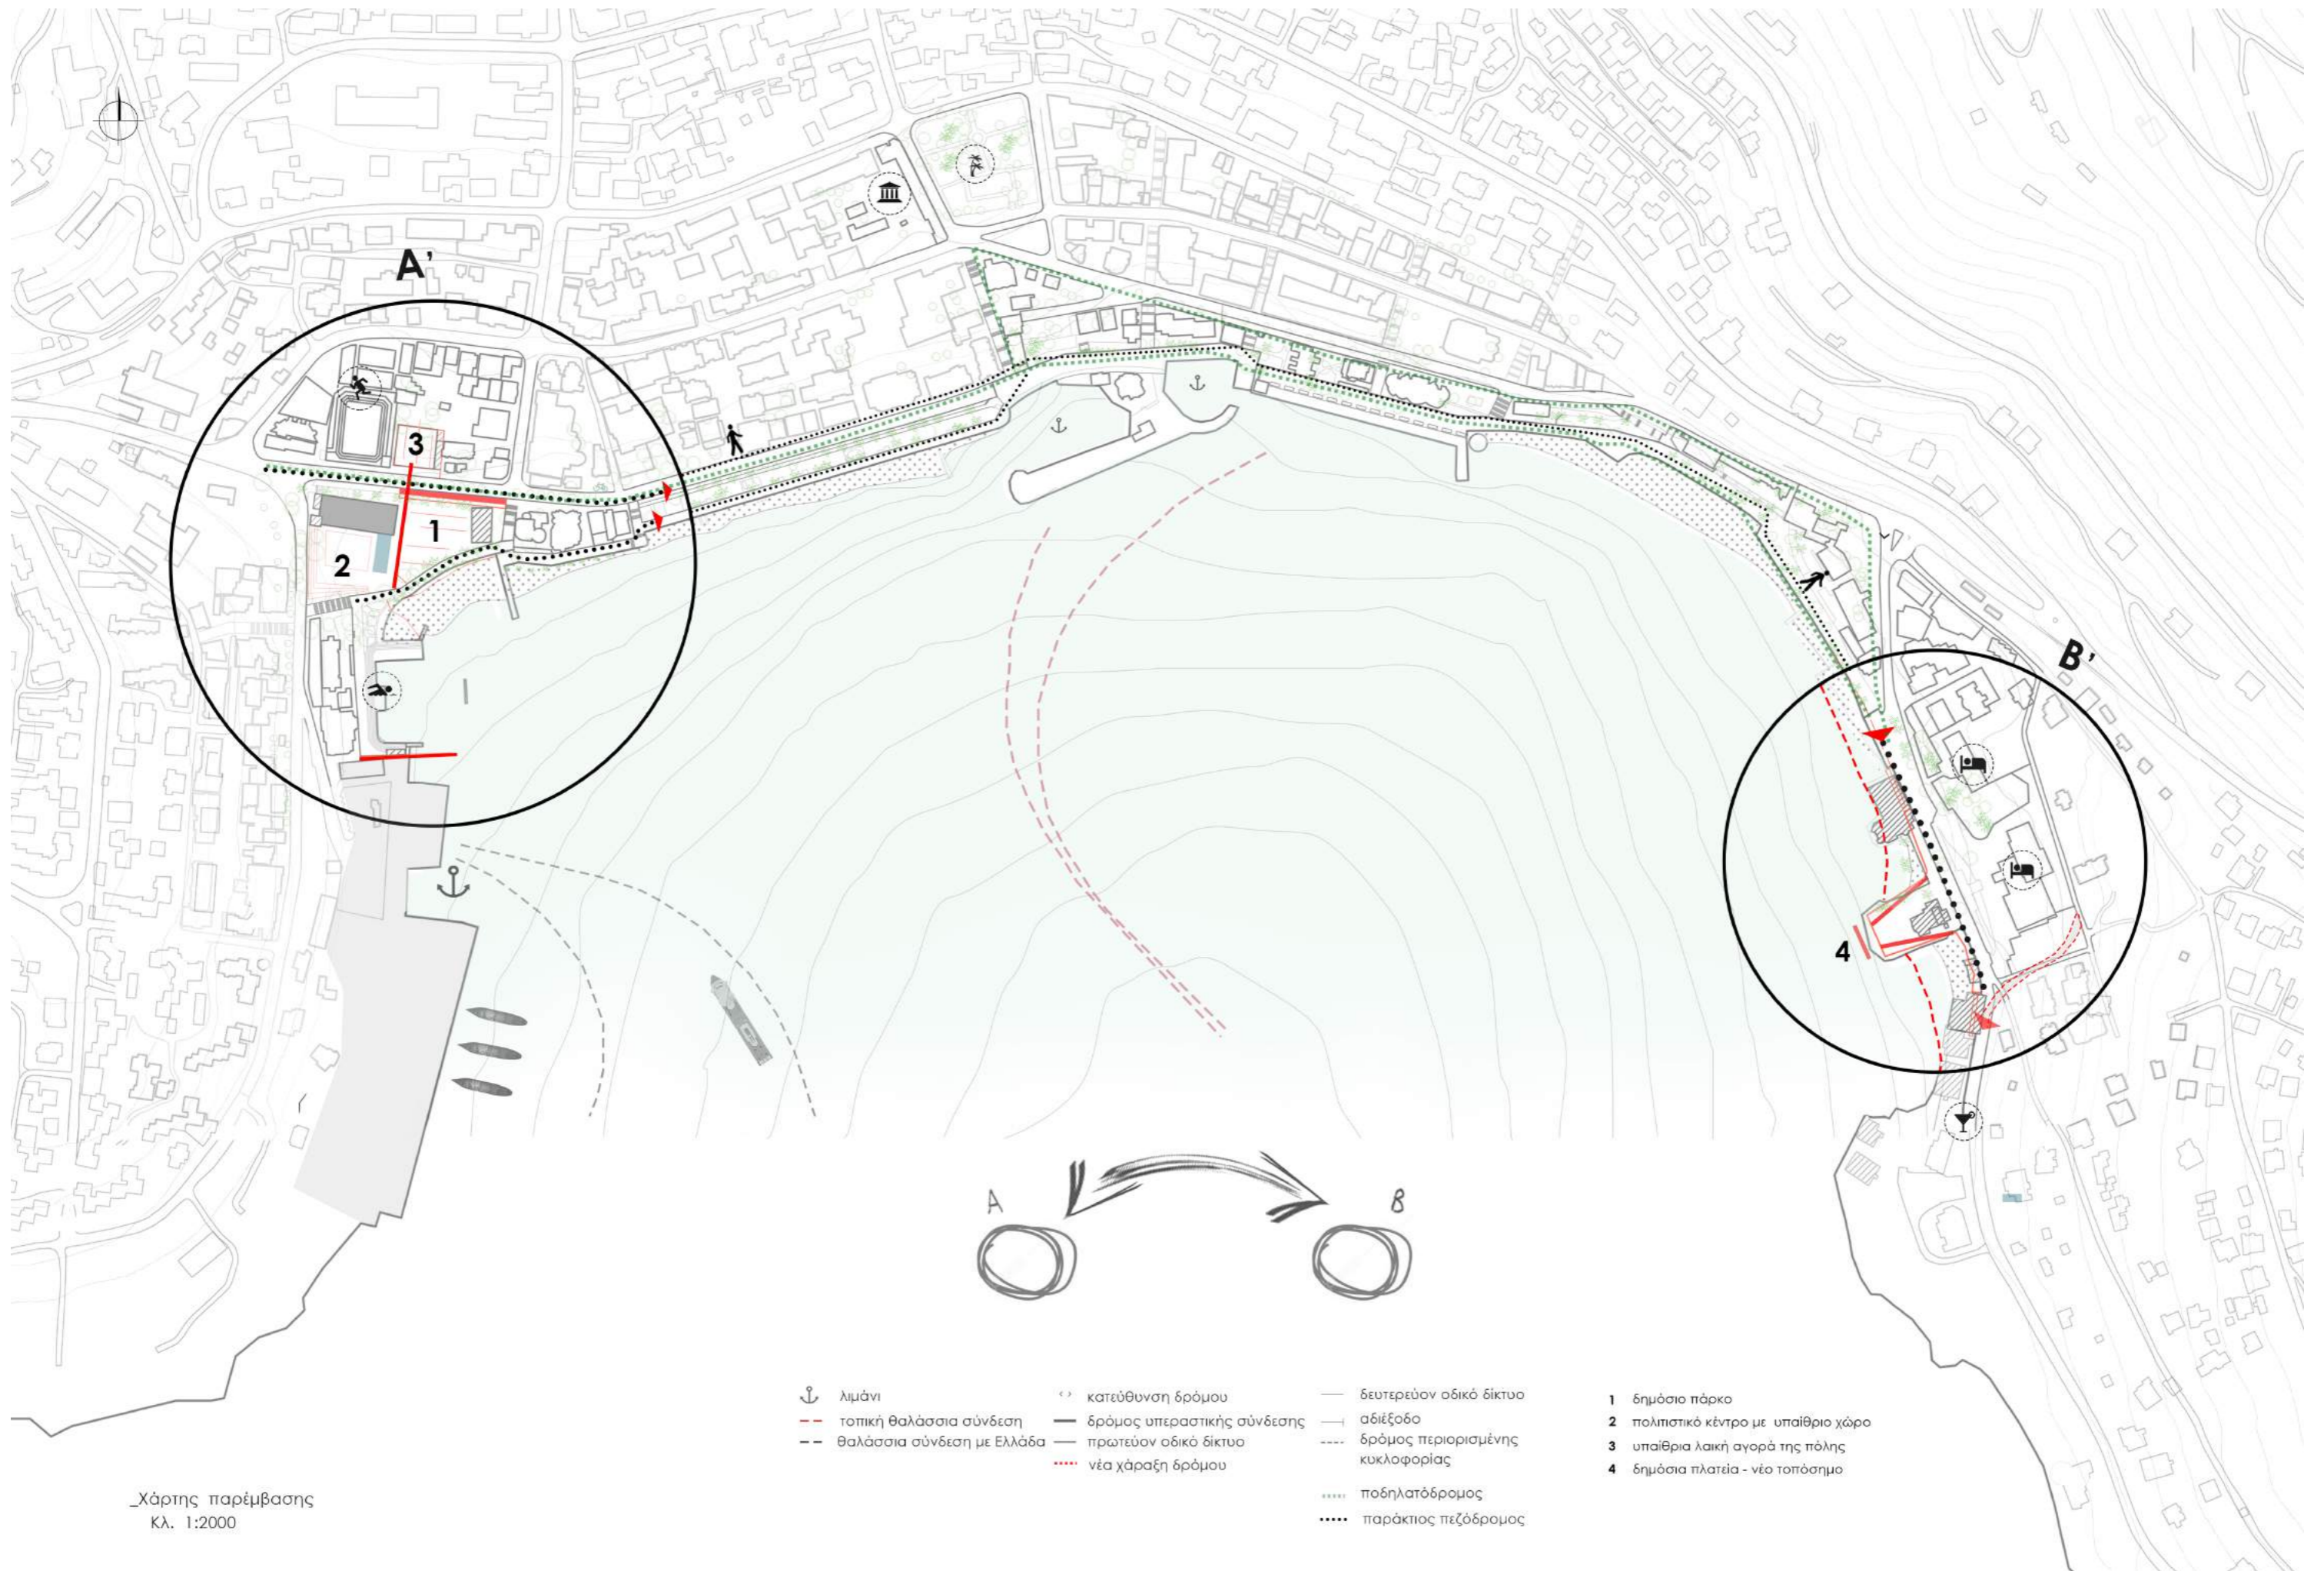 A'
3
1
2
B'
4
A
B
λιμάνι
τοπική θαλάσσια σύνδεση
θαλάσσια σύνδεση με Ελλάδα
κατεύθυνση δρόμου
δρόμος υπεραστικής σύνδεσης
πρωτεύον οδικό δίκτυο
νέα χάραξη δρόμου
δευτερεύον οδικό δίκτυο
αδιέξοδο
δρόμος περιορισμένης
κυκλοφορίας
ποδηλατόδρομος
παράκτιος πεζόδρομος
1 δημόσιο πάρκο
2 πολιτιστικό κέντρο με υπαίθριο χώρο
3 υπαίθρια λαική αγορά της πόλης
4 δημόσια πλατεία - νέο τοπόσημο
_Χάρτης παρέμβασης
Κλ. 1:2000